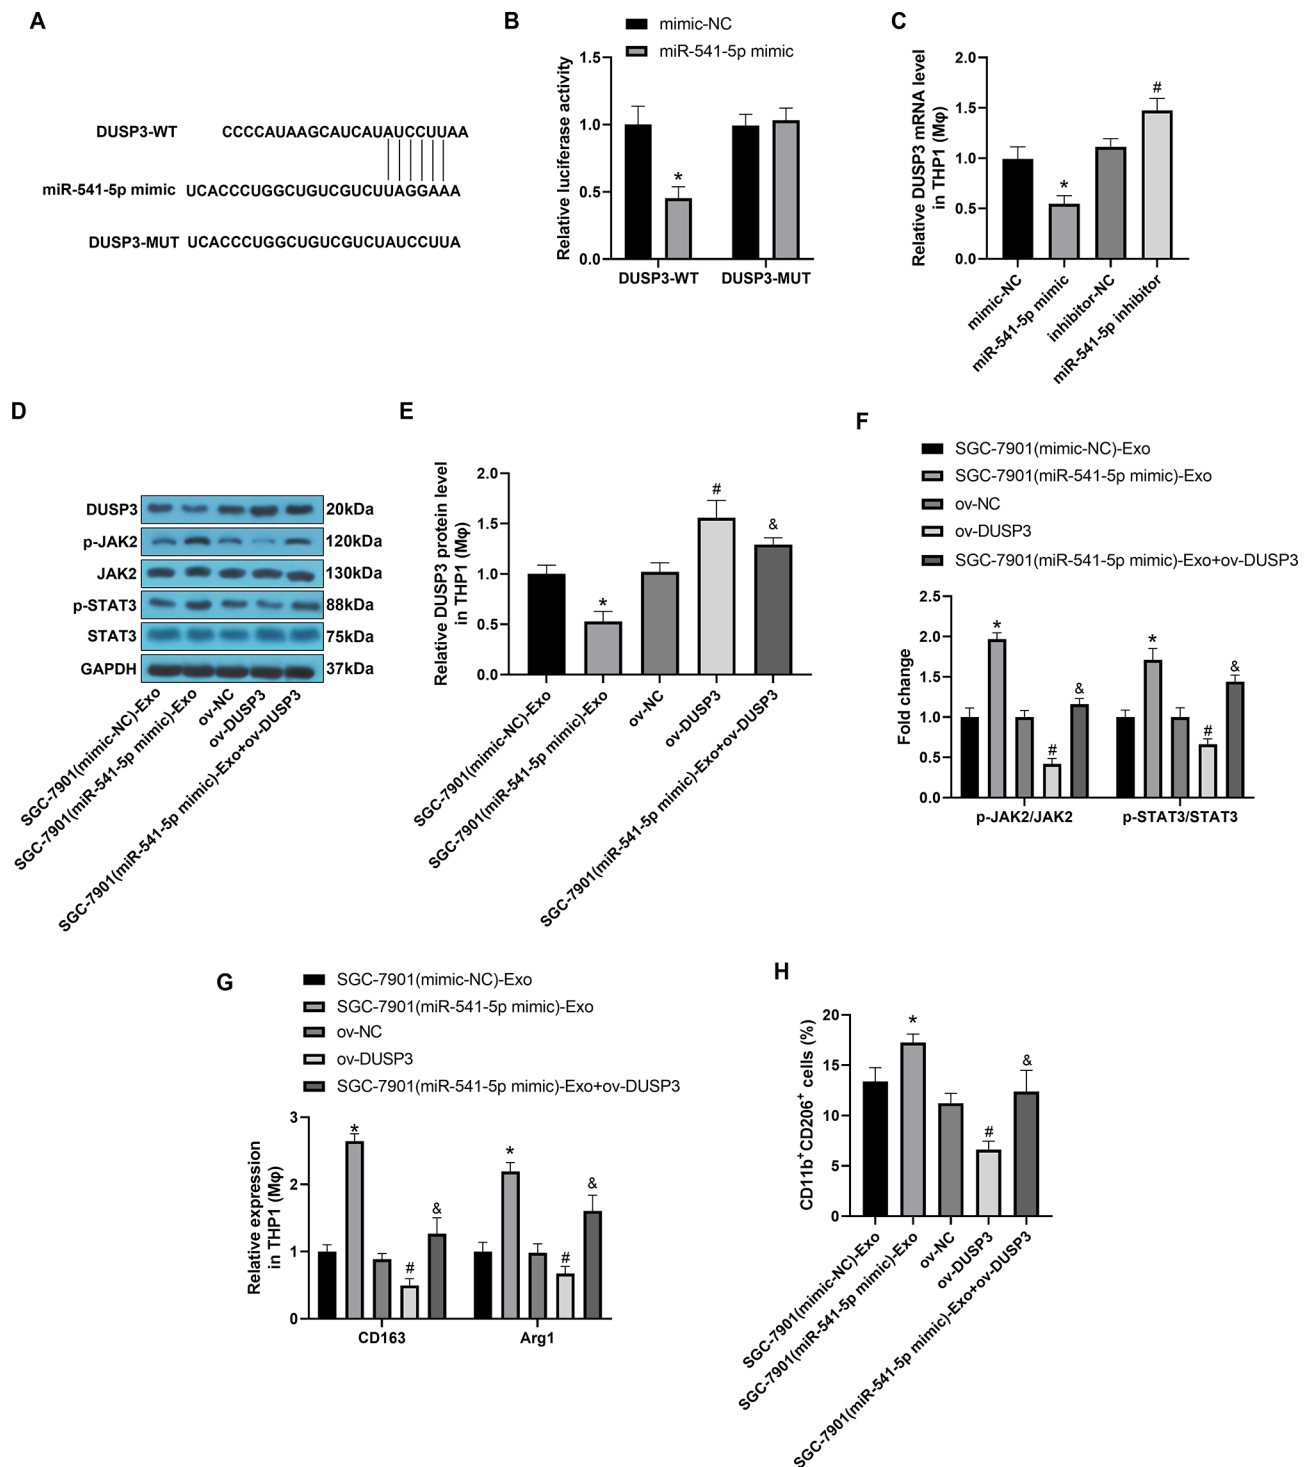 A
DUSP3-WT CCCCAUAAGCAUCAUAUCCUUAA
miR-541-5p mimic UCACCCUGGCUGUCGUCUUAGGAAA
DUSP3-MUT UCACCCUGGCUGUCGUCUAUCCUUA
B
mimic-NC
miR-541-5p mimic
Relative luciferase activity
1.5
1.0
0.5
0.0
*
DUSP3-WT DUSP3-MUT
C
Relative DUSP3 mRNA level
in THP1 (Mφ)
2.0
1.5
1.0
0.5
0.0
*
#
mimic-NC
miR-541-5p mimic
inhibitor-NC
miR-541-5p inhibitor
D
DUSP3 20kDa
p-JAK2 120kDa
JAK2 130kDa
p-STAT3 88kDa
STAT3 75kDa
GAPDH 37kDa
SGC-7901(mimic-NC)-Exo
SGC-7901(miR-541-5p mimic)-Exo
ov-NC
ov-DUSP3
SGC-7901(miR-541-5p mimic)-Exo+ov-DUSP3
E
Relative DUSP3 protein level
in THP1 (Mφ)
2.0
1.5
1.0
0.5
0.0
*
#
&
SGC-7901(mimic-NC)-Exo
SGC-7901(miR-541-5p mimic)-Exo
ov-NC
ov-DUSP3
SGC-7901(miR-541-5p mimic)-Exo+ov-DUSP3
F
SGC-7901(mimic-NC)-Exo
SGC-7901(miR-541-5p mimic)-Exo
ov-NC
ov-DUSP3
SGC-7901(miR-541-5p mimic)-Exo+ov-DUSP3
Fold change
2.5
2.0
1.5
1.0
0.5
0.0
* # & * # &
p-JAK2/JAK2 p-STAT3/STAT3
G
SGC-7901(mimic-NC)-Exo
SGC-7901(miR-541-5p mimic)-Exo
ov-NC
ov-DUSP3
SGC-7901(miR-541-5p mimic)-Exo+ov-DUSP3
Relative expression
in THP1 (Mφ)
3
2
1
0
* # & * # &
CD163 Arg1
H
CD11b⁺CD206⁺ cells (%)
20
15
10
5
0
*
#
&
SGC-7901(mimic-NC)-Exo
SGC-7901(miR-541-5p mimic)-Exo
ov-NC
ov-DUSP3
SGC-7901(miR-541-5p mimic)-Exo+ov-DUSP3